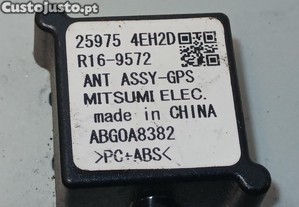 CustoJusto.pt
25975 4EH2D
R16-9572
ANT ASSY-GPS
MITSUMI ELEC.
made in CHINA
ABG0A8382
>PC+ABS<